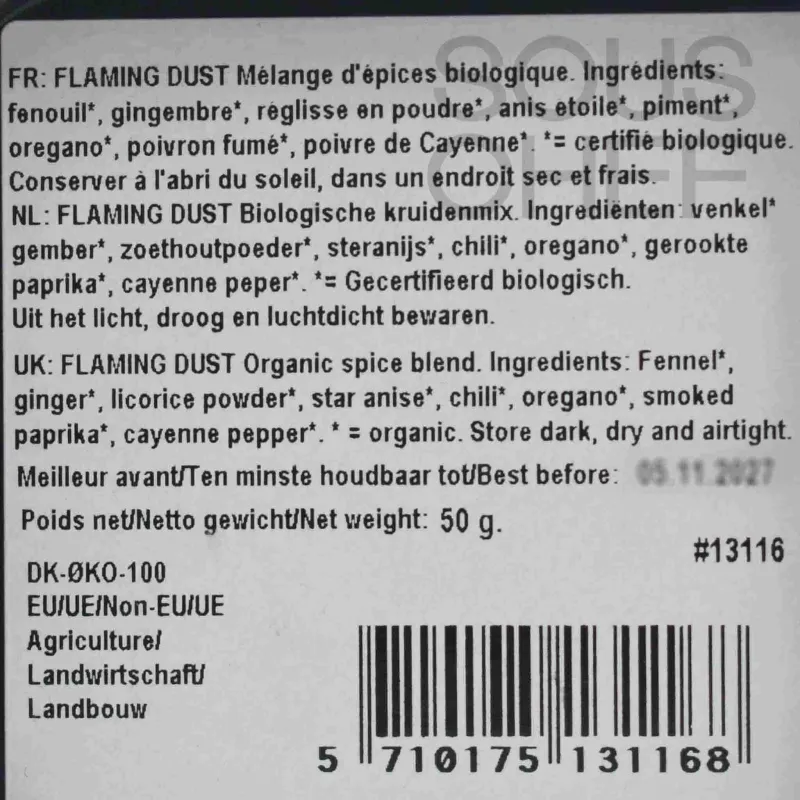 SOUS
CHEF
FR: FLAMING DUST Mélange d'épices biologique. Ingrédients:
fenouil*, gingembre*, réglisse en poudre*, anis etoile*, piment*,
oregano*, poivron fumé*, poivre de Cayenne*. *= certifié biologique.
Conserver à l'abri du soleil, dans un endroit sec et frais.
NL: FLAMING DUST Biologische kruidenmix. Ingrediënten: venkel*
gember*, zoethoutpoeder*, steranijs*, chili*, oregano*, gerookte
paprika*, cayenne peper*. *= Gecertifieerd biologisch.
Uit het licht, droog en luchtdicht bewaren.
UK: FLAMING DUST Organic spice blend. Ingredients: Fennel*,
ginger*, licorice powder*, star anise*, chili*, oregano*, smoked
paprika*, cayenne pepper*. * = organic. Store dark, dry and airtight.
Meilleur avant/Ten minste houdbaar tot/Best before: 05.11.2027
Poids net/Netto gewicht/Net weight: 50 g.
#13116
DK-ØKO-100
EU/UE/Non-EU/UE
Agriculture/
Landwirtschaft/
Landbouw
5 710175 131168